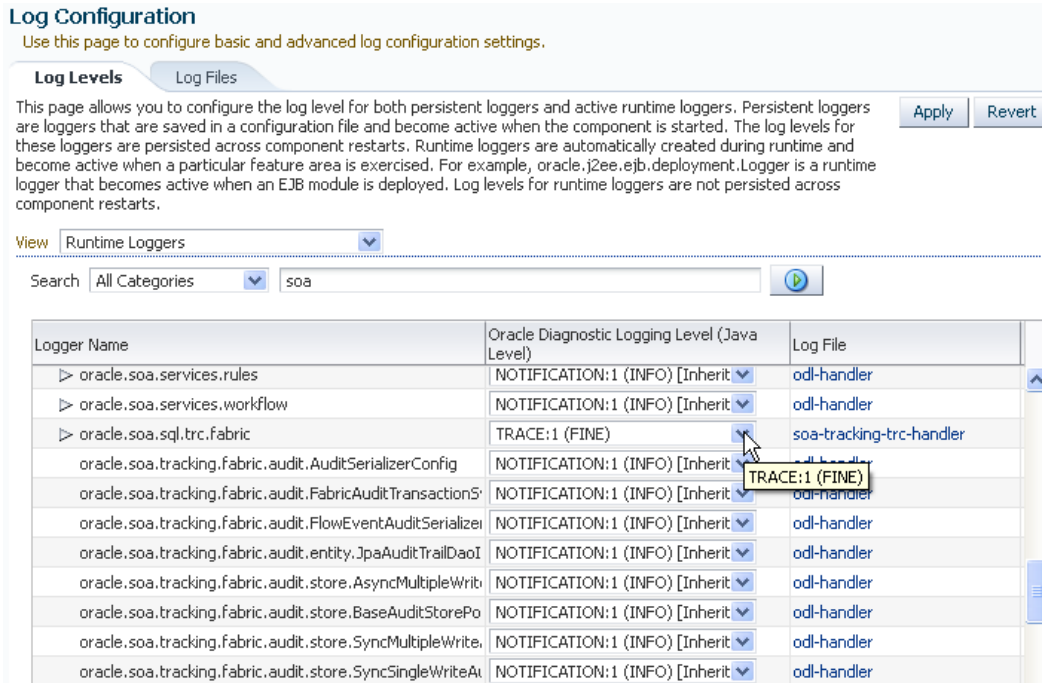 Log Configuration
Use this page to configure basic and advanced log configuration settings.
Log Levels Log Files
This page allows you to configure the log level for both persistent loggers and active runtime loggers. Persistent loggers
are loggers that are saved in a configuration file and become active when the component is started. The log levels for
these loggers are persisted across component restarts. Runtime loggers are automatically created during runtime and
become active when a particular feature area is exercised. For example, oracle.j2ee.ejb.deployment.Logger is a runtime
logger that becomes active when an EJB module is deployed. Log levels for runtime loggers are not persisted across
component restarts.
Apply Revert
View Runtime Loggers
Search All Categories soa
Logger Name Oracle Diagnostic Logging Level (Java Level) Log File
oracle.soa.services.rules NOTIFICATION:1 (INFO) [Inherit odl-handler
oracle.soa.services.workflow NOTIFICATION:1 (INFO) [Inherit odl-handler
oracle.soa.sql.trc.fabric TRACE:1 (FINE) soa-tracking-trc-handler
oracle.soa.tracking.fabric.audit.AuditSerializerConfig NOTIFICATION:1 (INFO) [Inherit odl-handler
TRACE:1 (FINE)
oracle.soa.tracking.fabric.audit.FabricAuditTransactionS NOTIFICATION:1 (INFO) [Inherit odl-handler
oracle.soa.tracking.fabric.audit.FlowEventAuditSerializer NOTIFICATION:1 (INFO) [Inherit odl-handler
oracle.soa.tracking.fabric.audit.entity.JpaAuditTrailDaoI NOTIFICATION:1 (INFO) [Inherit odl-handler
oracle.soa.tracking.fabric.audit.store.AsyncMultipleWrit NOTIFICATION:1 (INFO) [Inherit odl-handler
oracle.soa.tracking.fabric.audit.store.BaseAuditStorePo NOTIFICATION:1 (INFO) [Inherit odl-handler
oracle.soa.tracking.fabric.audit.store.SyncMultipleWrite NOTIFICATION:1 (INFO) [Inherit odl-handler
oracle.soa.tracking.fabric.audit.store.SyncSingleWriteAu NOTIFICATION:1 (INFO) [Inherit odl-handler